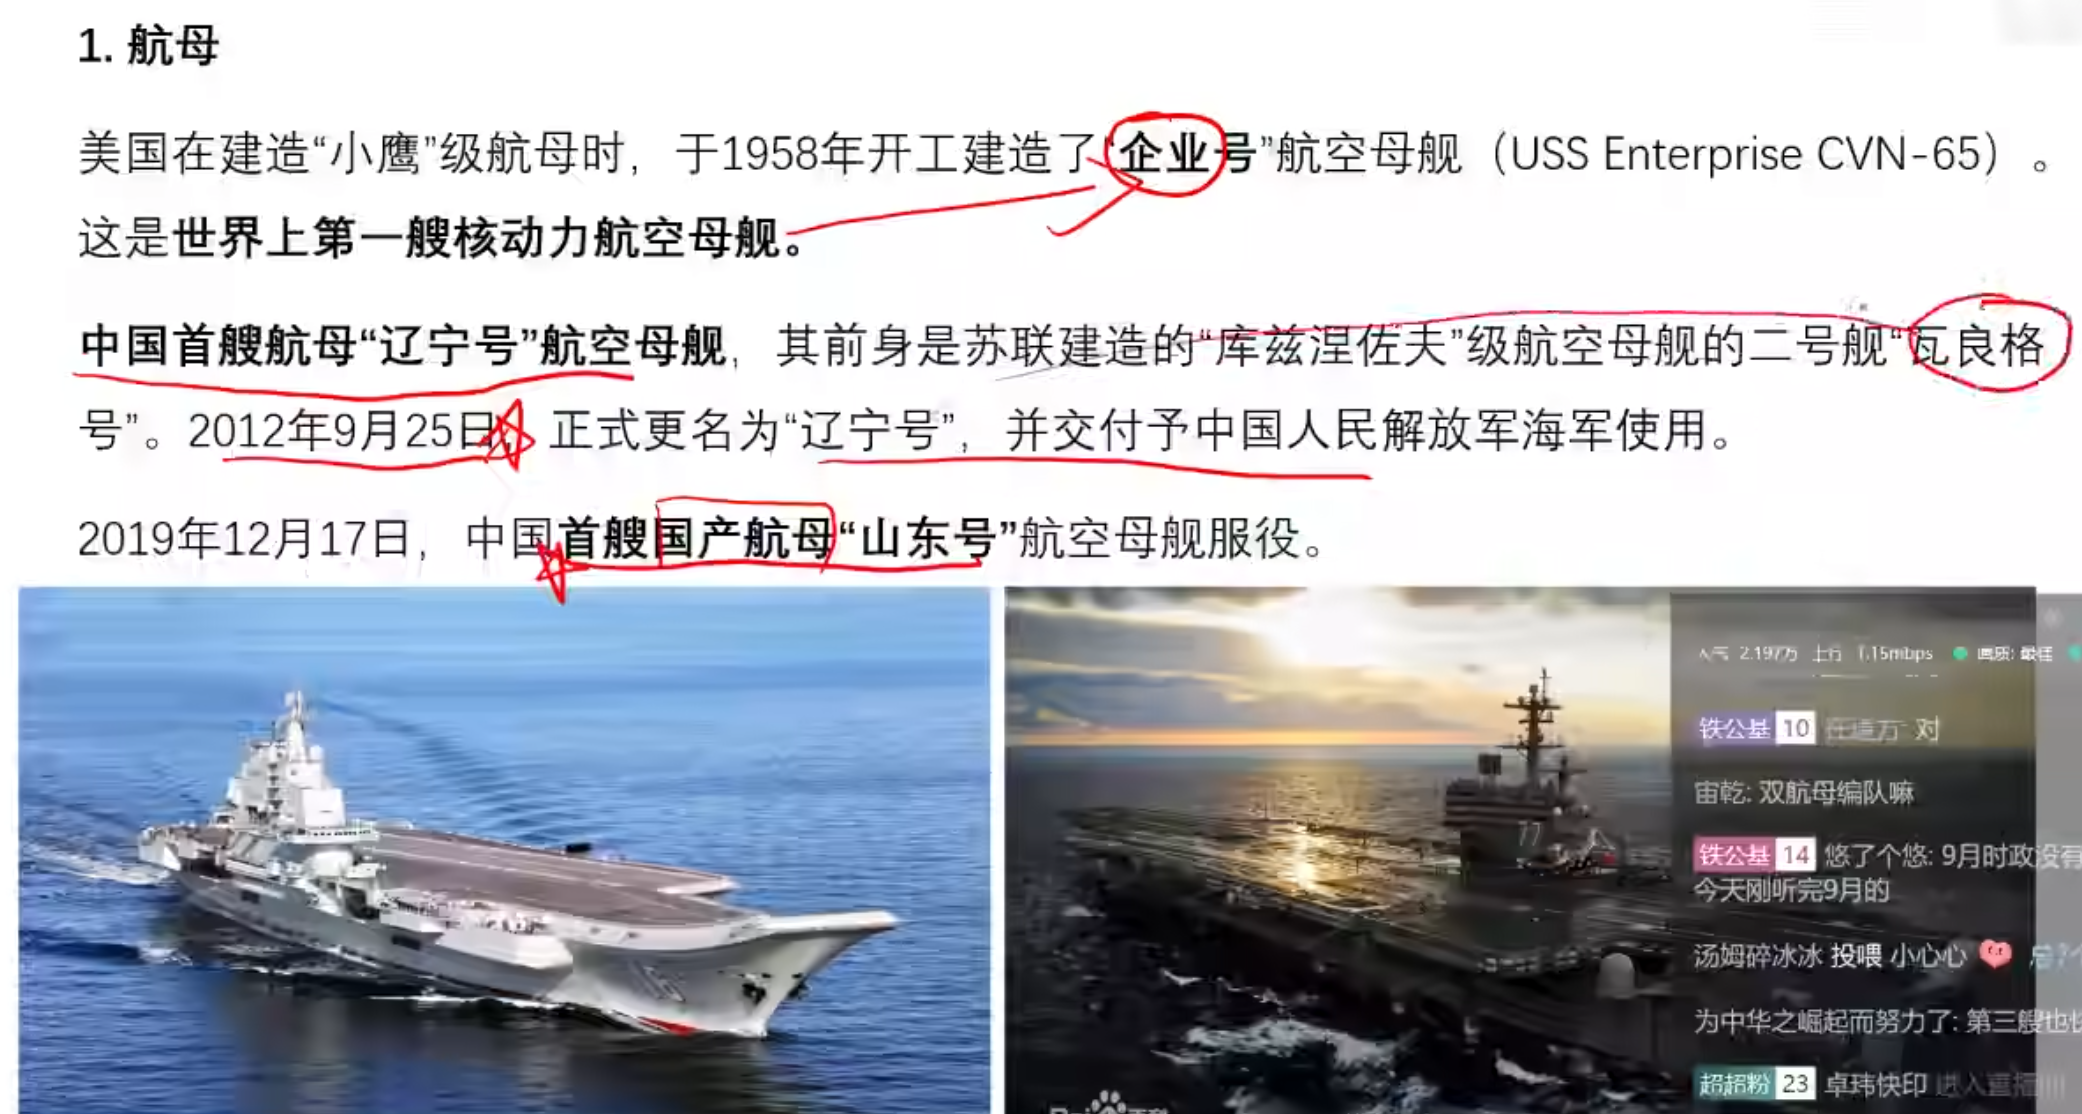 1. 航母
美国在建造“小鹰”级航母时，于1958年开工建造了“企业号”航空母舰（USS Enterprise CVN-65）。
这是世界上第一艘核动力航空母舰。
中国首艘航母“辽宁号”航空母舰，其前身是苏联建造的“库兹涅佐夫”级航空母舰的二号舰“瓦良格
号”。2012年9月25日，正式更名为“辽宁号”，并交付予中国人民解放军海军使用。
2019年12月17日，中国首艘国产航母“山东号”航空母舰服役。
16
77
人气 2.197万 上行 1.15mbps 画质: 最佳
铁公基 10 对
宙乾: 双航母编队嘛
铁公基 14 悠了个悠: 9月时政没有
今天刚听完9月的
汤姆碎冰冰 投喂 小心心
为中华之崛起而努力了: 第三艘也快
超超粉 23 卓玮快印 进入直播间